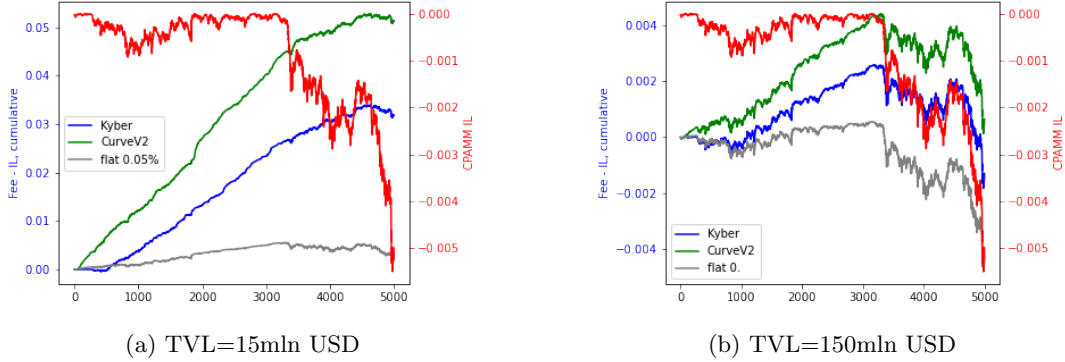 Fee - IL, cumulative
0.05
0.04
0.03
0.02
0.01
0.00
Kyber
CurveV2
flat 0.05%
0.000
−0.001
−0.002
−0.003
−0.004
−0.005
CPAMM IL
0
1000
2000
3000
4000
5000
(a) TVL=15mln USD
Fee - IL, cumulative
0.004
0.002
0.000
−0.002
−0.004
Kyber
CurveV2
flat 0.
0.000
−0.001
−0.002
−0.003
−0.004
−0.005
CPAMM IL
0
1000
2000
3000
4000
5000
(b) TVL=150mln USD